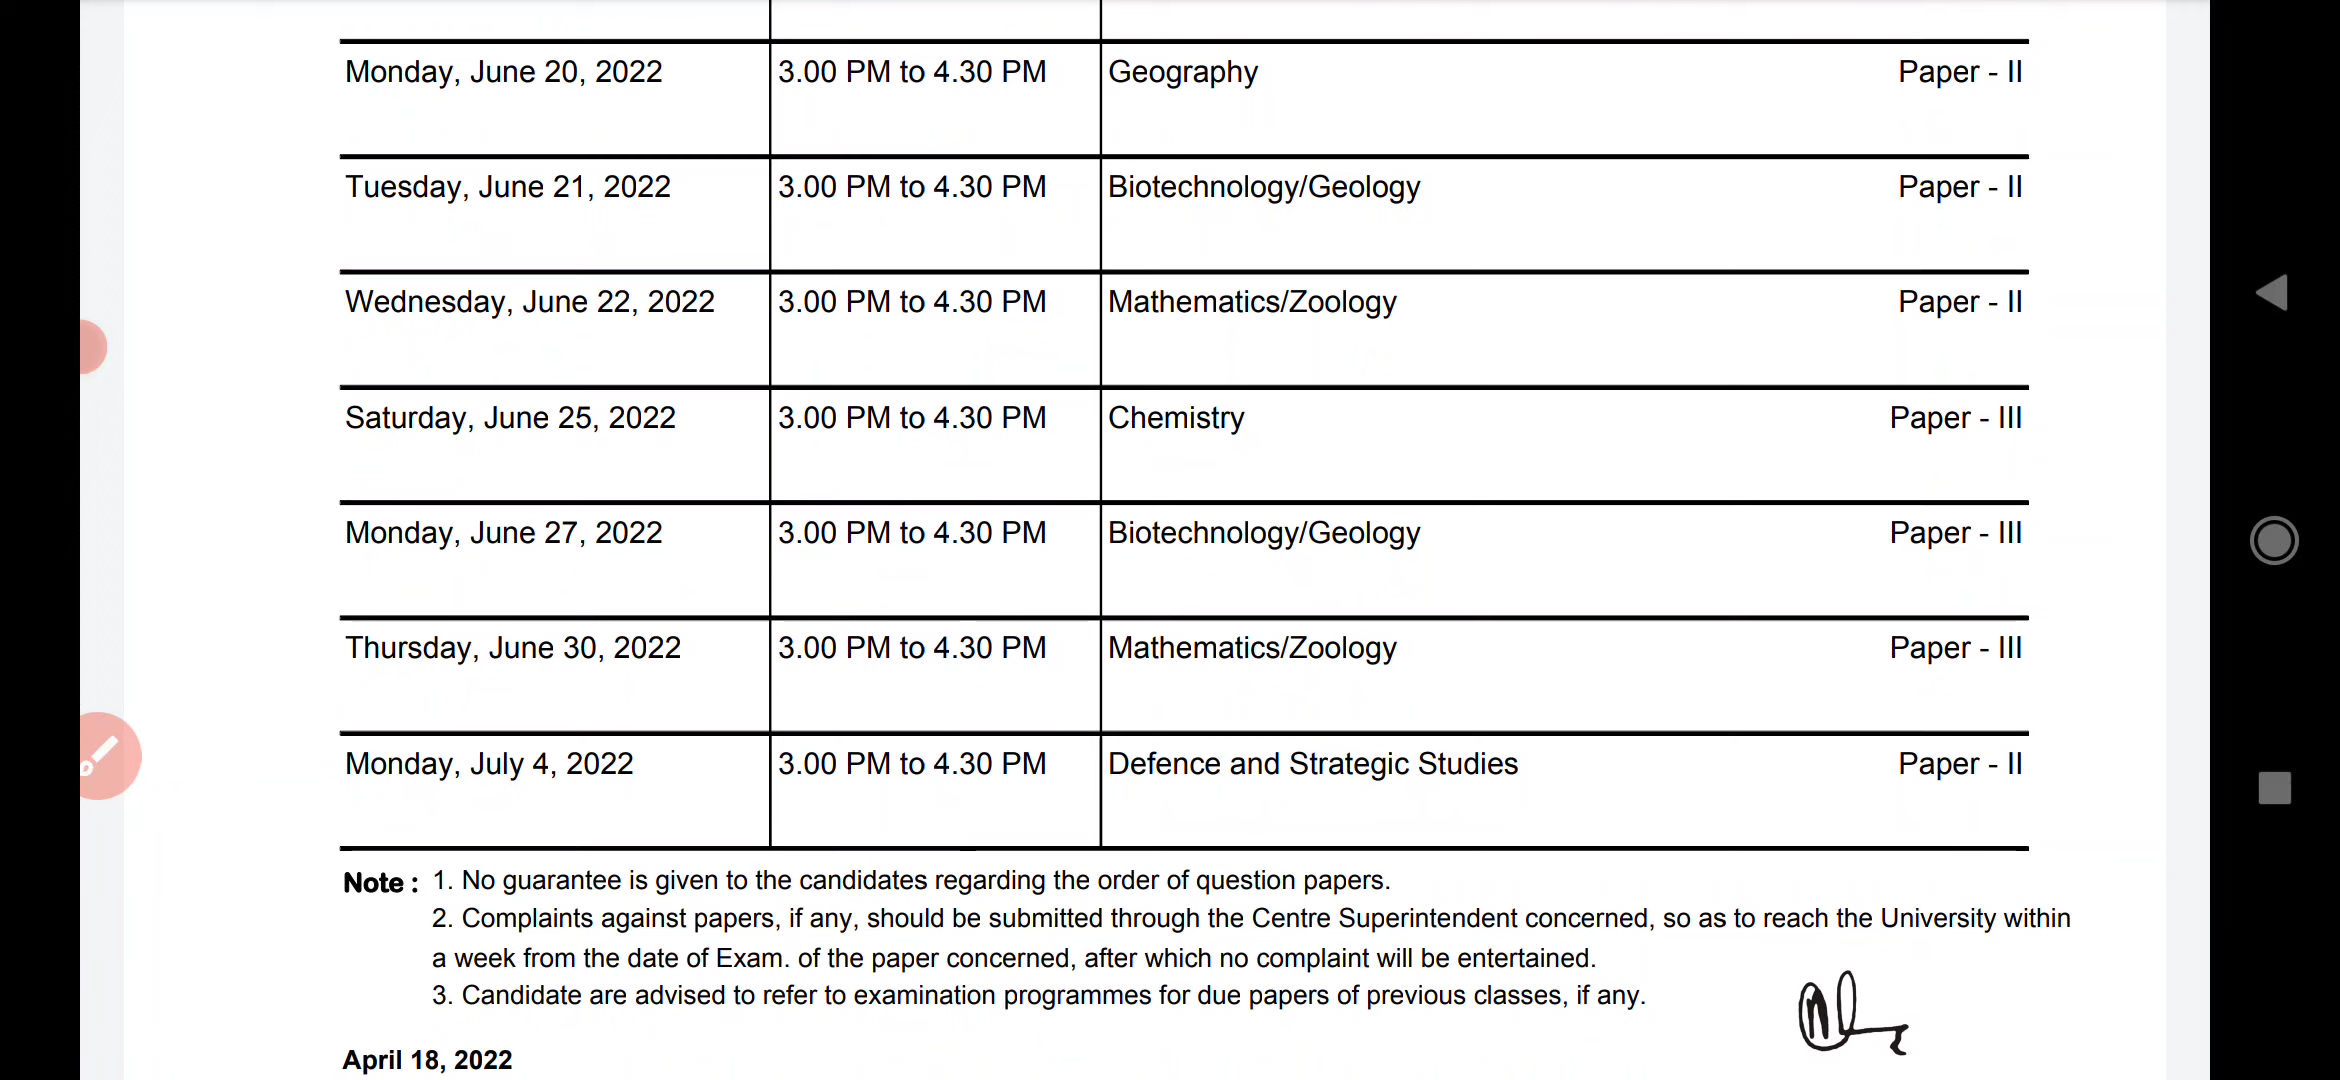 Monday, June 20, 2022 3.00 PM to 4.30 PM Geography Paper - II
Tuesday, June 21, 2022 3.00 PM to 4.30 PM Biotechnology/Geology Paper - II
Wednesday, June 22, 2022 3.00 PM to 4.30 PM Mathematics/Zoology Paper - II
Saturday, June 25, 2022 3.00 PM to 4.30 PM Chemistry Paper - III
Monday, June 27, 2022 3.00 PM to 4.30 PM Biotechnology/Geology Paper - III
Thursday, June 30, 2022 3.00 PM to 4.30 PM Mathematics/Zoology Paper - III
Monday, July 4, 2022 3.00 PM to 4.30 PM Defence and Strategic Studies Paper - II
Note : 1. No guarantee is given to the candidates regarding the order of question papers.
2. Complaints against papers, if any, should be submitted through the Centre Superintendent concerned, so as to reach the University within
a week from the date of Exam. of the paper concerned, after which no complaint will be entertained.
3. Candidate are advised to refer to examination programmes for due papers of previous classes, if any.
April 18, 2022